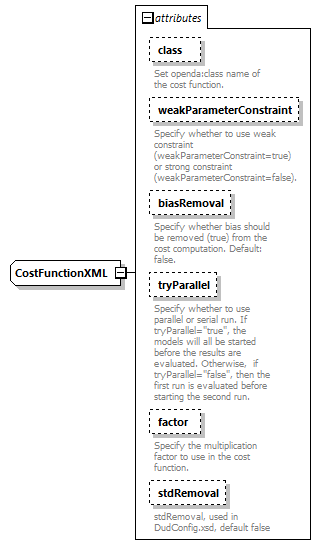 attributes
class
Set openda:class name of
the cost function.
weakParameterConstraint
Specify whether to use weak
constraint
(weakParameterConstraint=true)
or strong constraint
(weakParameterConstraint=false).
biasRemoval
Specify whether bias should
be removed (true) from the
cost computation. Default:
false.
CostFunctionXML
tryParallel
Specify whether to use
parallel or serial run. If
tryParallel="true", the
models will all be started
before the results are
evaluated. Otherwise,  if
tryParallel="false", then the
first run is evaluated before
starting the second run.
factor
Specify the multiplication
factor to use in the cost
function.
stdRemoval
stdRemoval, used in
DudConfig.xsd, default false